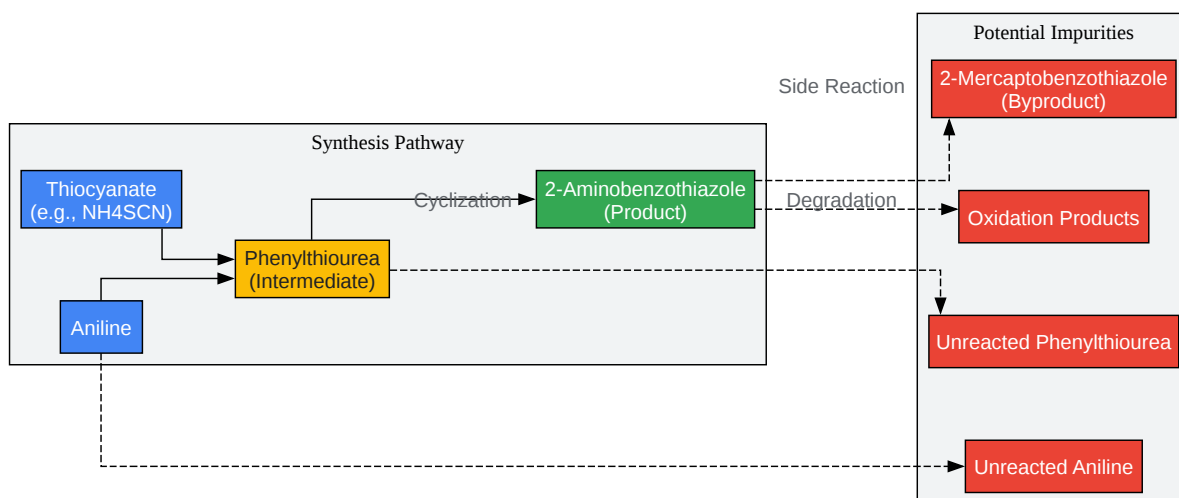 Potential Impurities
2-Mercaptobenzothiazole
(Byproduct)
Side Reaction
Synthesis Pathway
Thiocyanate
(e.g., NH4SCN)
Cyclization
2-Aminobenzothiazole
(Product)
Degradation
Oxidation Products
Phenylthiourea
(Intermediate)
Aniline
Unreacted Phenylthiourea
Unreacted Aniline